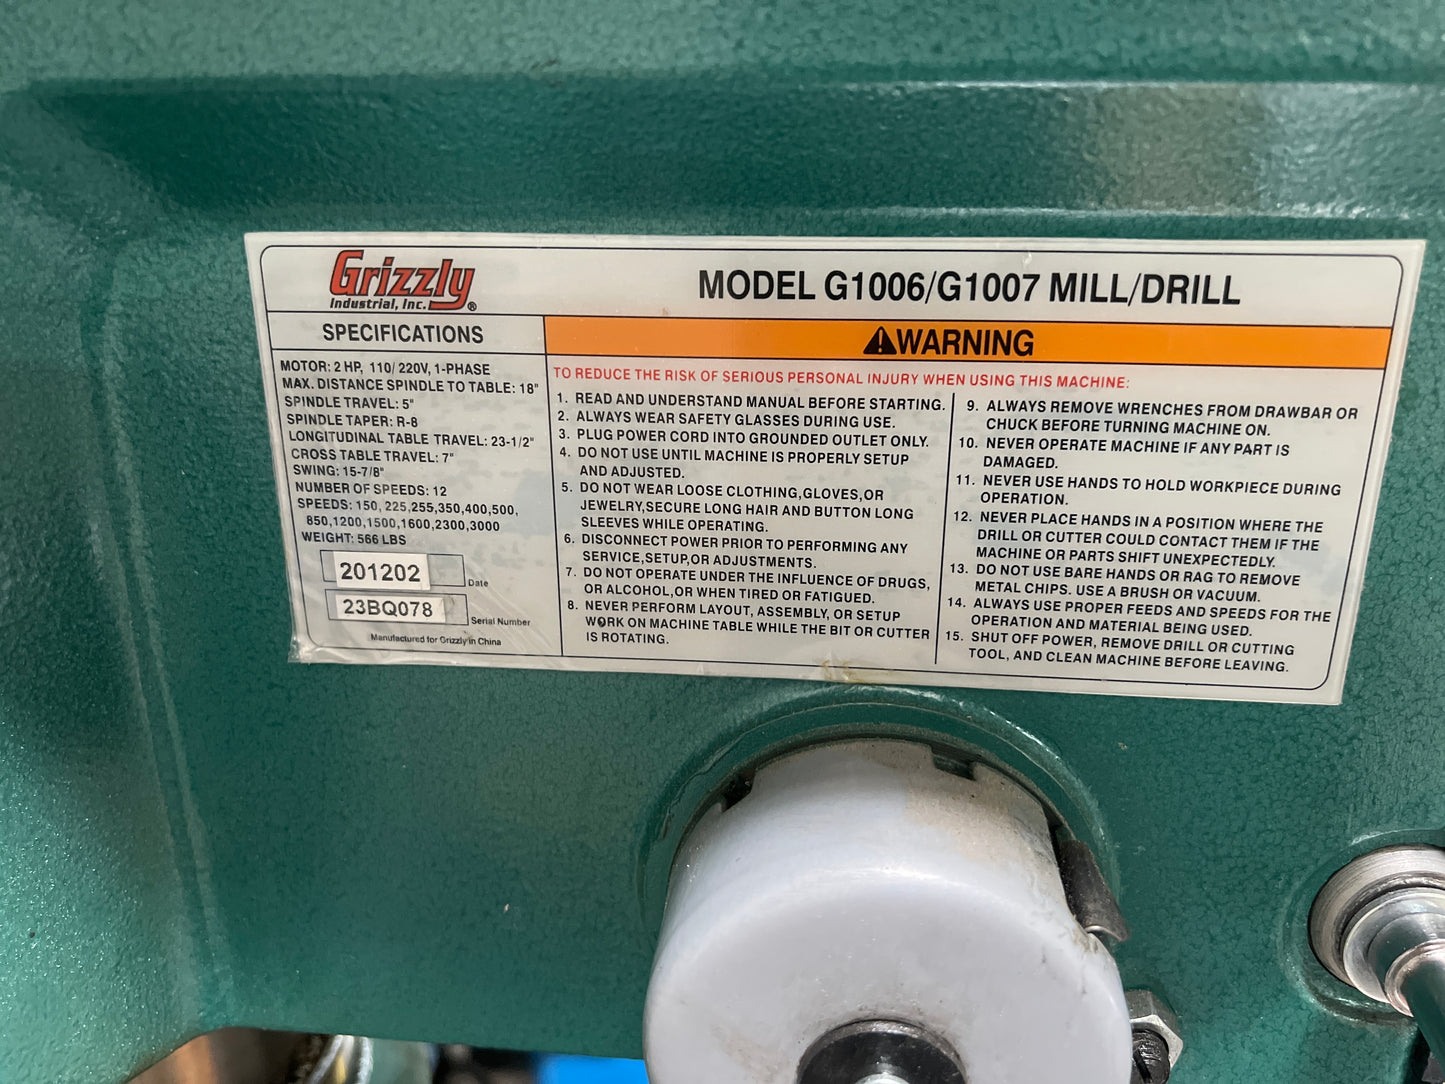 Grizzly
Industrial, Inc.®
MODEL G1006/G1007 MILL/DRILL
SPECIFICATIONS
MOTOR: 2 HP, 110/ 220V, 1-PHASE
MAX. DISTANCE SPINDLE TO TABLE: 18"
SPINDLE TRAVEL: 5"
SPINDLE TAPER: R-8
LONGITUDINAL TABLE TRAVEL: 23-1/2"
CROSS TABLE TRAVEL: 7"
SWING: 15-7/8"
NUMBER OF SPEEDS: 12
SPEEDS: 150, 225,255,350,400,500,
850,1200,1500,1600,2300,3000
WEIGHT: 566 LBS
201202 Date
23BQ078 Serial Number
Manufactured for Grizzly in China
WARNING
TO REDUCE THE RISK OF SERIOUS PERSONAL INJURY WHEN USING THIS MACHINE:
1. READ AND UNDERSTAND MANUAL BEFORE STARTING.
2. ALWAYS WEAR SAFETY GLASSES DURING USE.
3. PLUG POWER CORD INTO GROUNDED OUTLET ONLY.
4. DO NOT USE UNTIL MACHINE IS PROPERLY SETUP
AND ADJUSTED.
5. DO NOT WEAR LOOSE CLOTHING,GLOVES,OR
JEWELRY,SECURE LONG HAIR AND BUTTON LONG
SLEEVES WHILE OPERATING.
6. DISCONNECT POWER PRIOR TO PERFORMING ANY
SERVICE,SETUP,OR ADJUSTMENTS.
7. DO NOT OPERATE UNDER THE INFLUENCE OF DRUGS,
OR ALCOHOL,OR WHEN TIRED OR FATIGUED.
8. NEVER PERFORM LAYOUT, ASSEMBLY, OR SETUP
WORK ON MACHINE TABLE WHILE THE BIT OR CUTTER
IS ROTATING.
9. ALWAYS REMOVE WRENCHES FROM DRAWBAR OR
CHUCK BEFORE TURNING MACHINE ON.
10. NEVER OPERATE MACHINE IF ANY PART IS
DAMAGED.
11. NEVER USE HANDS TO HOLD WORKPIECE DURING
OPERATION.
12. NEVER PLACE HANDS IN A POSITION WHERE THE
DRILL OR CUTTER COULD CONTACT THEM IF THE
MACHINE OR PARTS SHIFT UNEXPECTEDLY.
13. DO NOT USE BARE HANDS OR RAG TO REMOVE
METAL CHIPS. USE A BRUSH OR VACUUM.
14. ALWAYS USE PROPER FEEDS AND SPEEDS FOR THE
OPERATION AND MATERIAL BEING USED.
15. SHUT OFF POWER, REMOVE DRILL OR CUTTING
TOOL, AND CLEAN MACHINE BEFORE LEAVING.